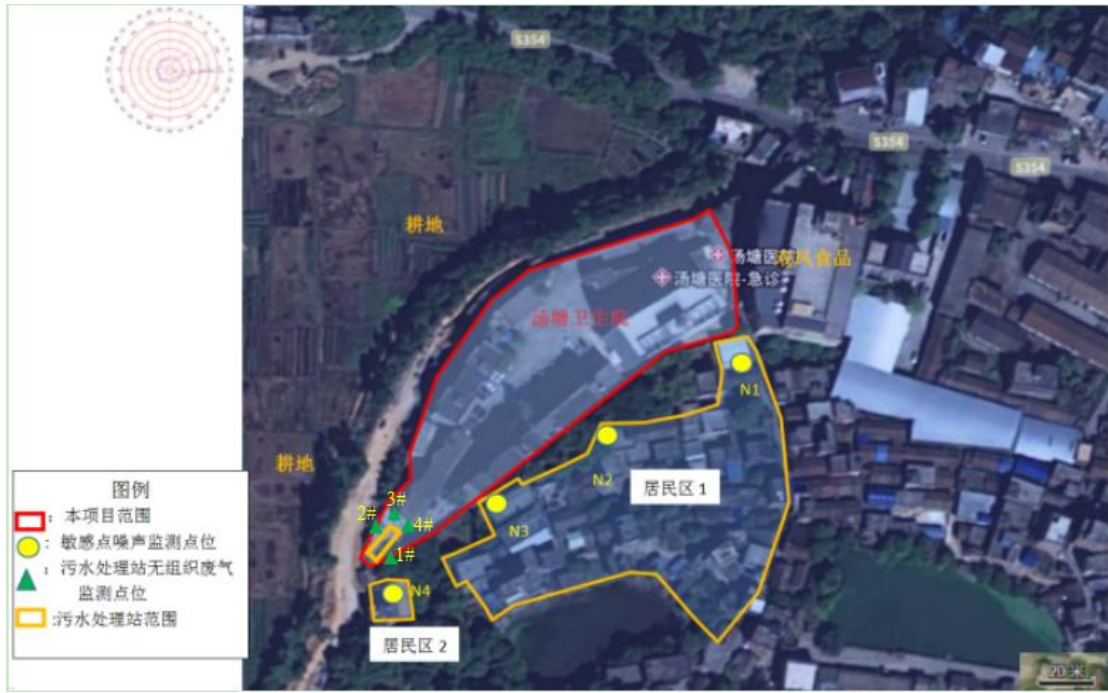 S354
S354
S354
耕地
汤塘医院
食品
汤塘医院-急诊
汤塘卫生院
N1
N2
居民区 1
耕地
N3
3#
2#
4#
1#
N4
居民区 2
图例
：本项目范围
：敏感点噪声监测点位
：污水处理站无组织废气
监测点位
:污水处理站范围
20 米